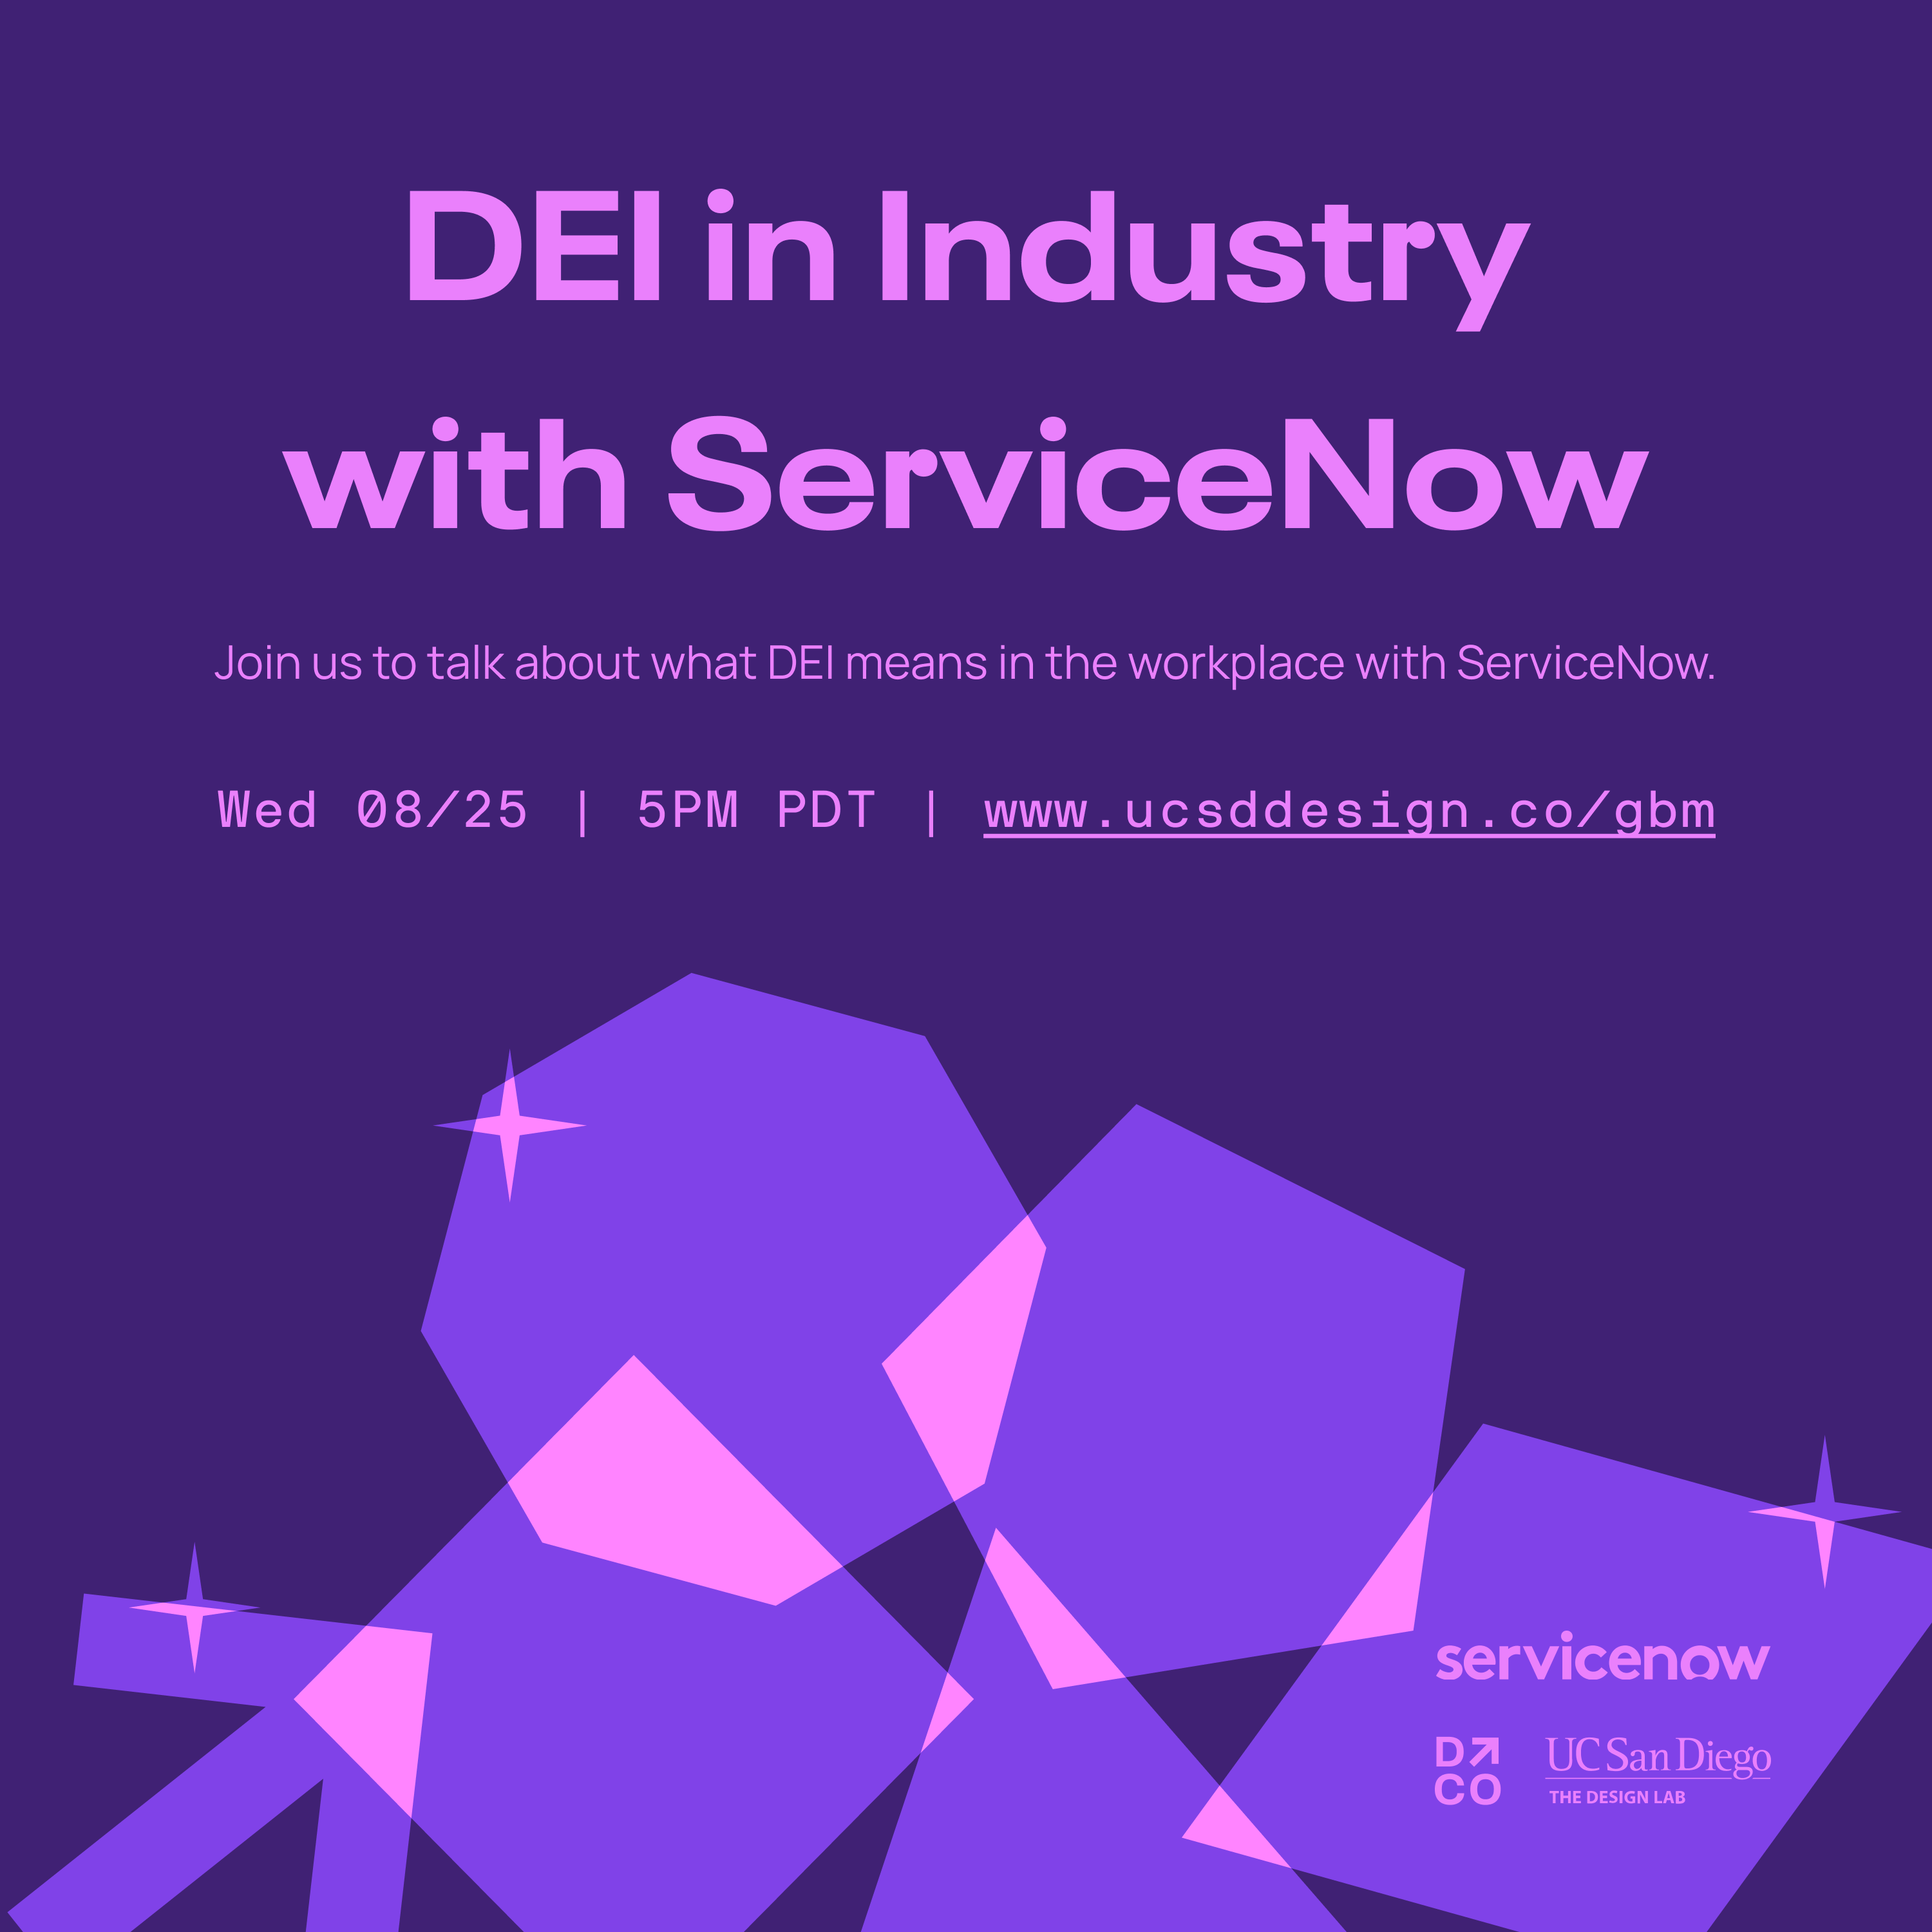 DEI in Industry
with ServiceNow
Join us to talk about what DEI means in the workplace with ServiceNow.
Wed 08/25 | 5PM PDT | www.ucsddesign.co/gbm
servicenow
D↗
CO
UC San Diego
THE DESIGN LAB